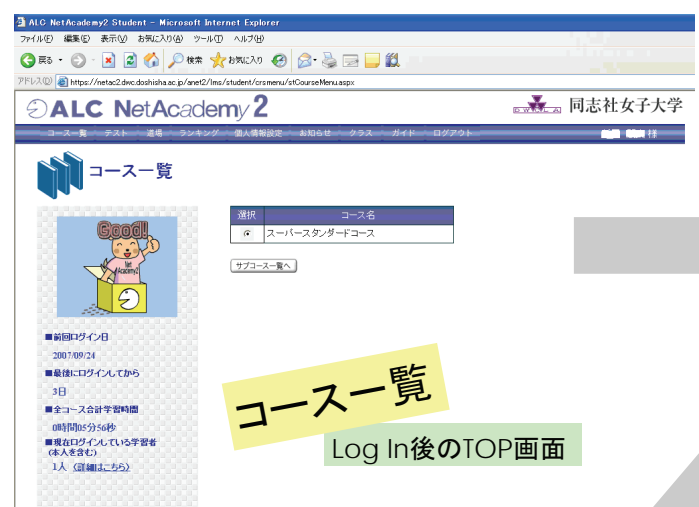 ALC NetAcademy2 Student - Microsoft Internet Explorer
ファイル(F) 編集(E) 表示(V) お気に入り(A) ツール(T) ヘルプ(H)
戻る 検索 お気に入り
アドレス(D) https://netac2.dwc.doshisha.ac.jp/anet2/lms/student/crsmenu/stCourseMenu.aspx
ALC NetAcademy 2 同志社女子大学
コース一覧 テスト 道場 ランキング 個人情報設定 お知らせ クラス ガイド ログアウト 様
コース一覧
選択 コース名
スーパースタンダードコース
サブコース一覧へ
Good!!
Net
Academy2
■前回ログイン日
2007/09/24
■最後にログインしてから
3日
■全コース合計学習時間
08時間05分56秒
■現在ログインしている学習者
(本人を含む)
1人 (詳細はこちら)
コース一覧
Log In後のTOP画面